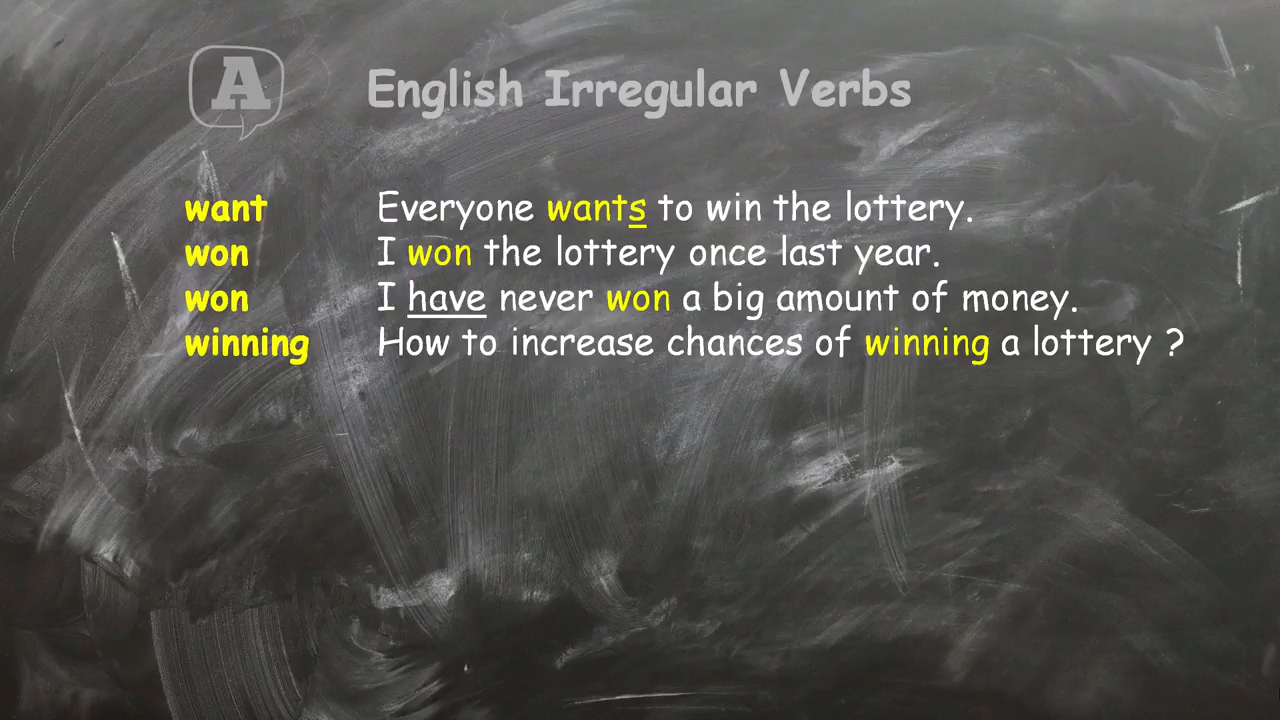 A English Irregular Verbs
want Everyone wants to win the lottery.
won I won the lottery once last year.
won I have never won a big amount of money.
winning How to increase chances of winning a lottery ?